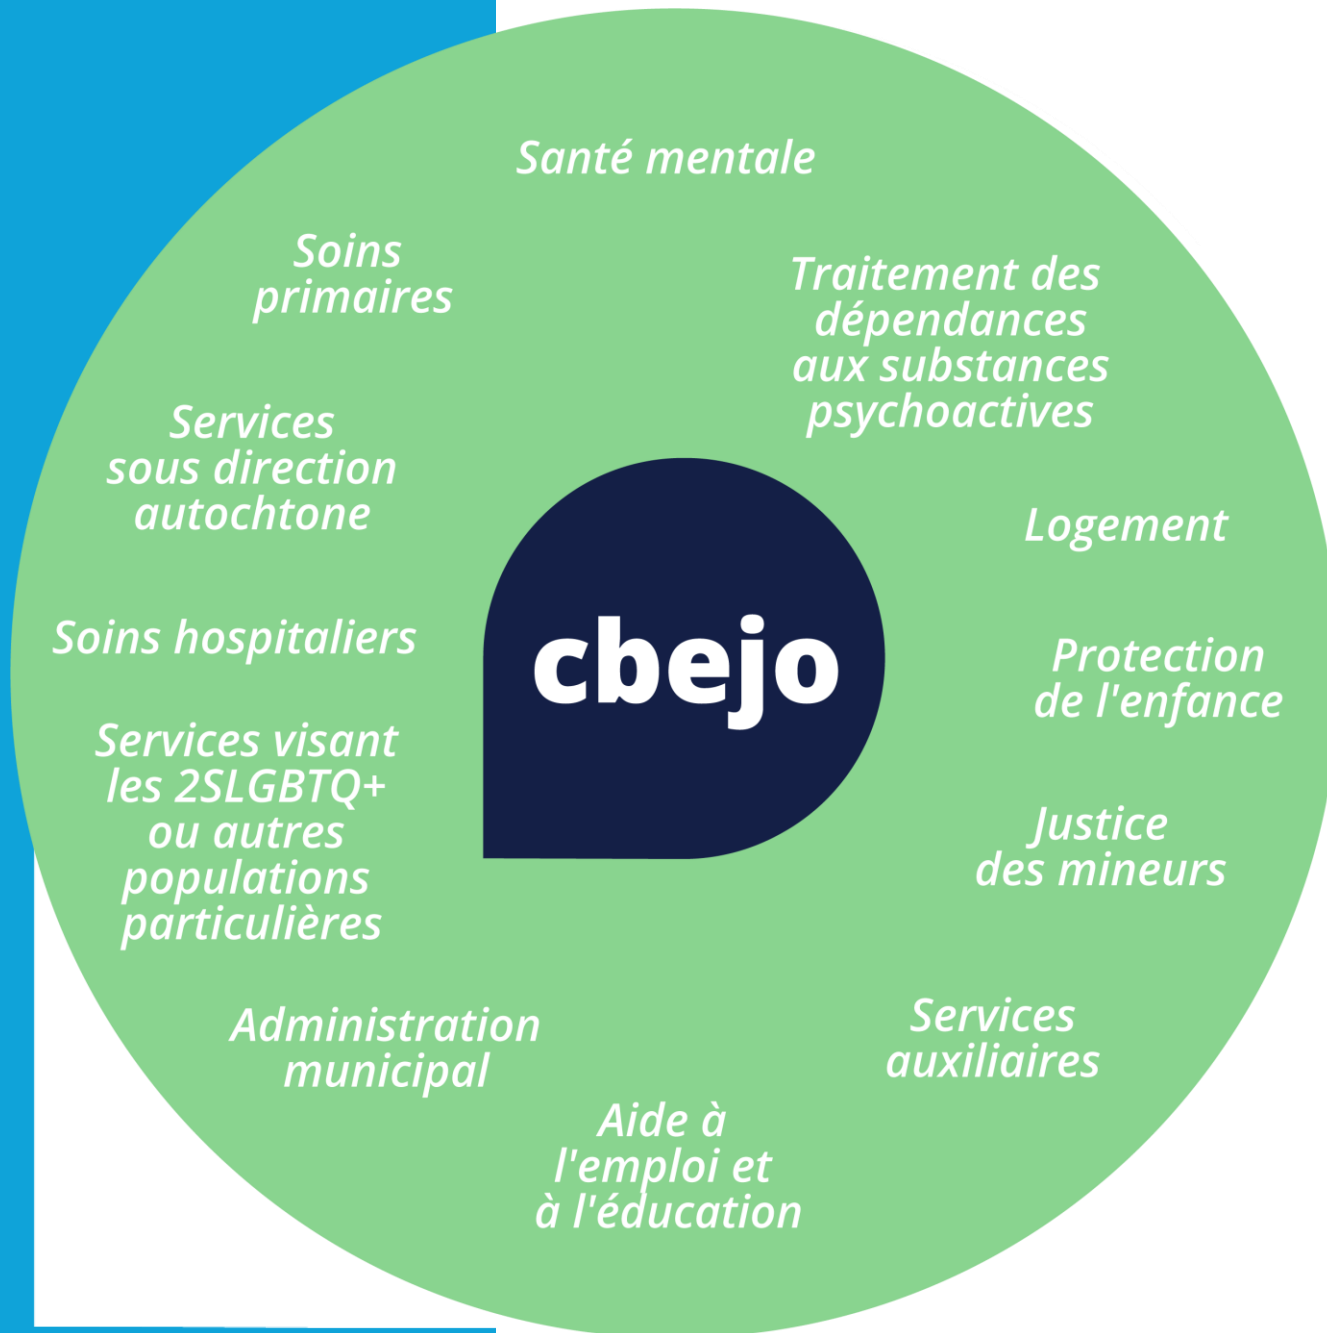 Santé mentale
Soins
primaires
Traitement des
dépendances
aux substances
psychoactives
Services
sous direction
autochtone
Logement
cbejo
Soins hospitaliers
Protection
de l'enfance
Services visant
les 2SLGBTQ+
ou autres
populations
particulières
Justice
des mineurs
Administration
municipal
Services
auxiliaires
Aide à
l'emploi et
à l'éducation